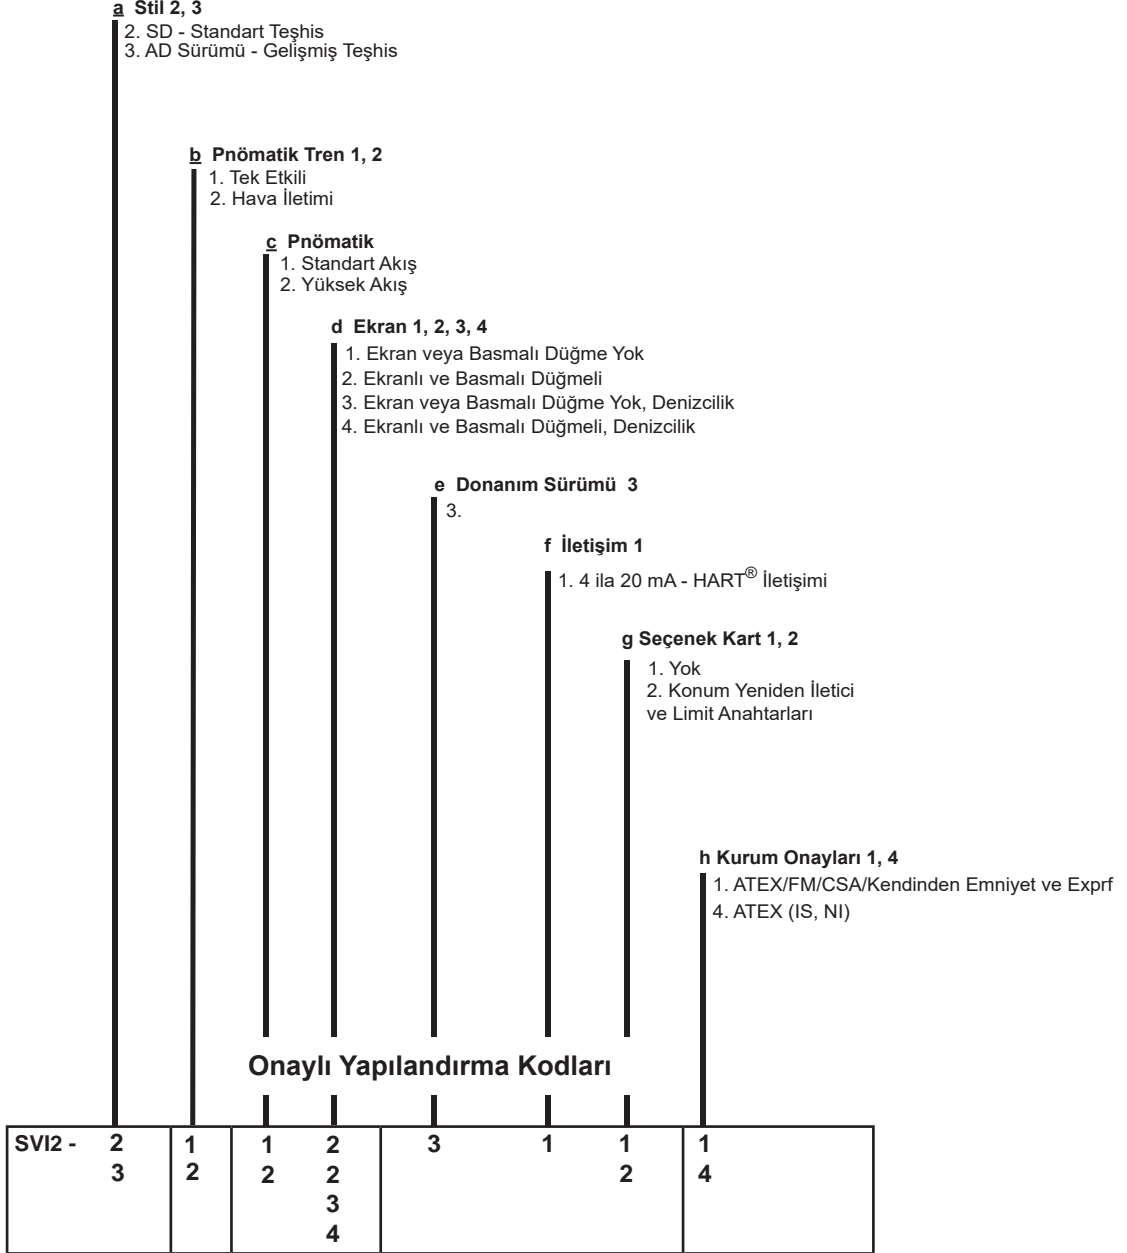 a Stil 2, 3
2. SD - Standart Teşhis
3. AD Sürümü - Gelişmiş Teşhis
b Pnömatik Tren 1, 2
1. Tek Etkili
2. Hava İletimi
c Pnömatik
1. Standart Akış
2. Yüksek Akış
d Ekran 1, 2, 3, 4
1. Ekran veya Basmalı Düğme Yok
2. Ekranlı ve Basmalı Düğmeli
3. Ekran veya Basmalı Düğme Yok, Denizcilik
4. Ekranlı ve Basmalı Düğmeli, Denizcilik
e Donanım Sürümü 3
3.
f İletişim 1
1. 4 ila 20 mA - HART® İletişimi
g Seçenek Kart 1, 2
1. Yok
2. Konum Yeniden İletici
ve Limit Anahtarları
h Kurum Onayları 1, 4
1. ATEX/FM/CSA/Kendinden Emniyet ve Exprf
4. ATEX (IS, NI)
Onaylı Yapılandırma Kodları
SVI2 - 2 1 1 2 3 1 1 1
3 2 2 2 2 4
3
4